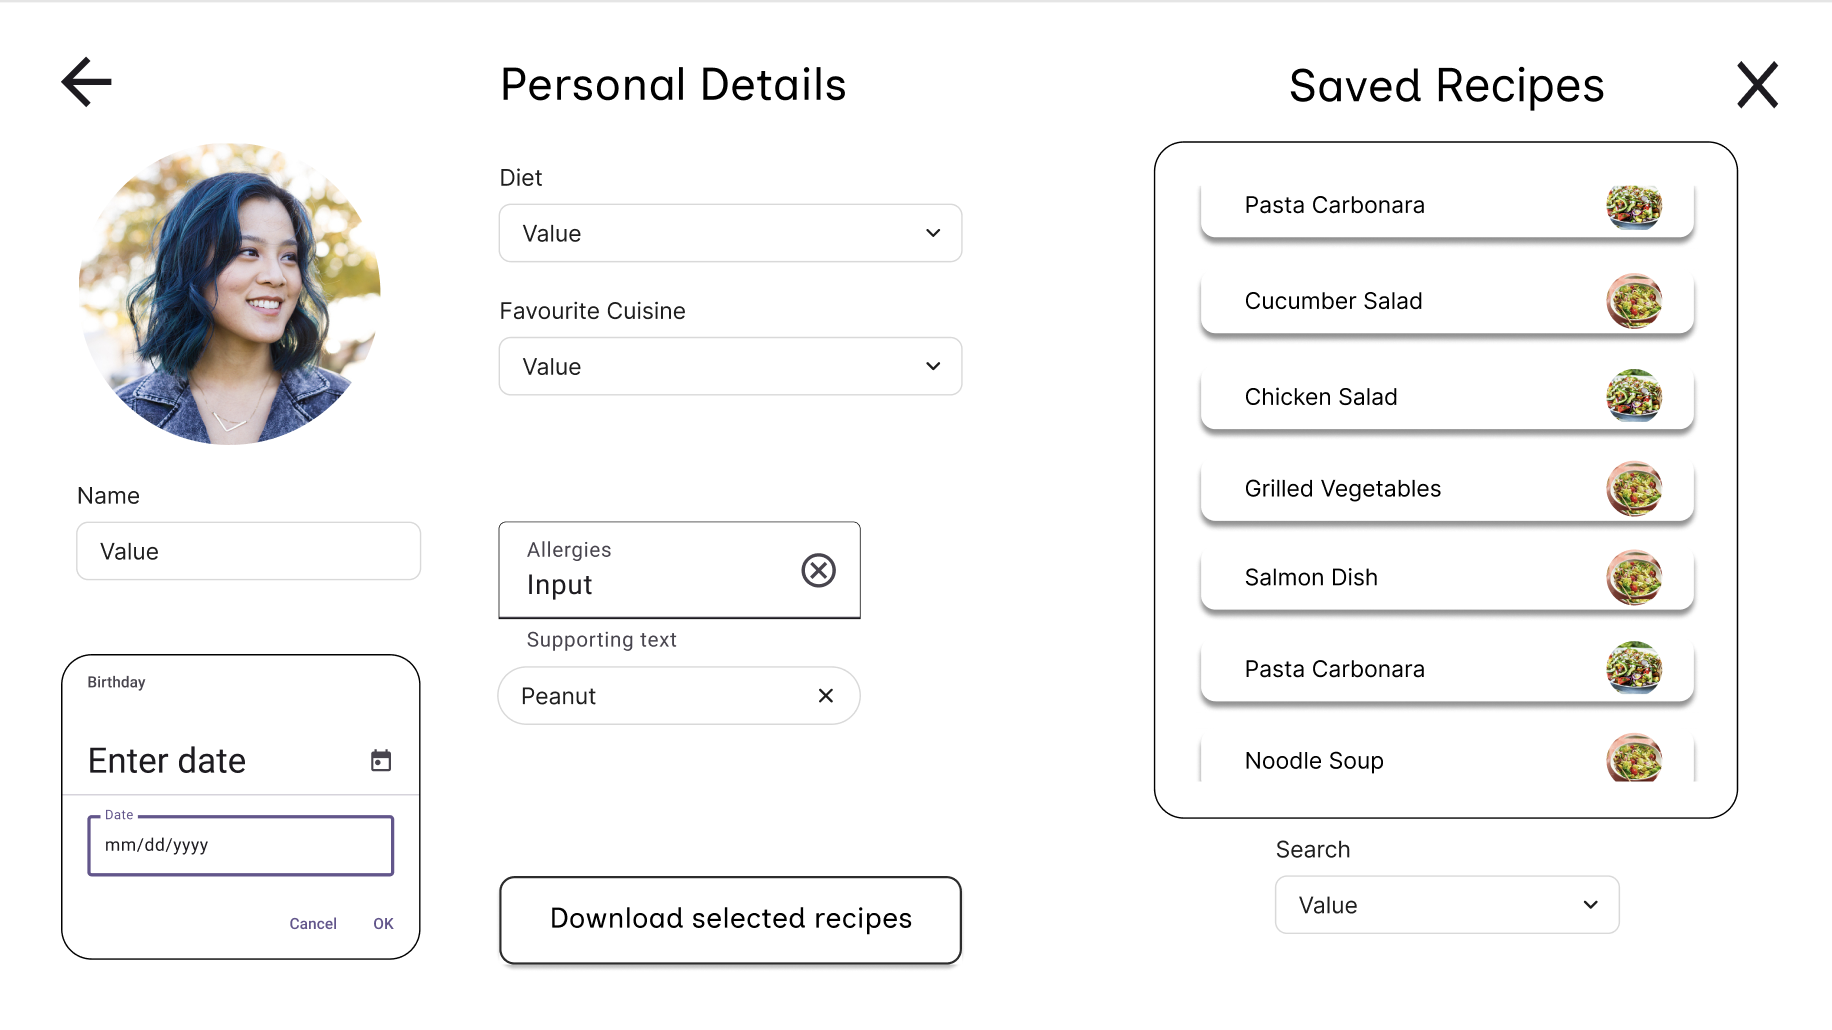 Personal Details
Saved Recipes
Diet
Value
Favourite Cuisine
Value
Name
Value
Allergies
Input
Supporting text
Peanut
Birthday
Enter date
Date
mm/dd/yyyy
Cancel OK
Download selected recipes
Pasta Carbonara
Cucumber Salad
Chicken Salad
Grilled Vegetables
Salmon Dish
Pasta Carbonara
Noodle Soup
Search
Value